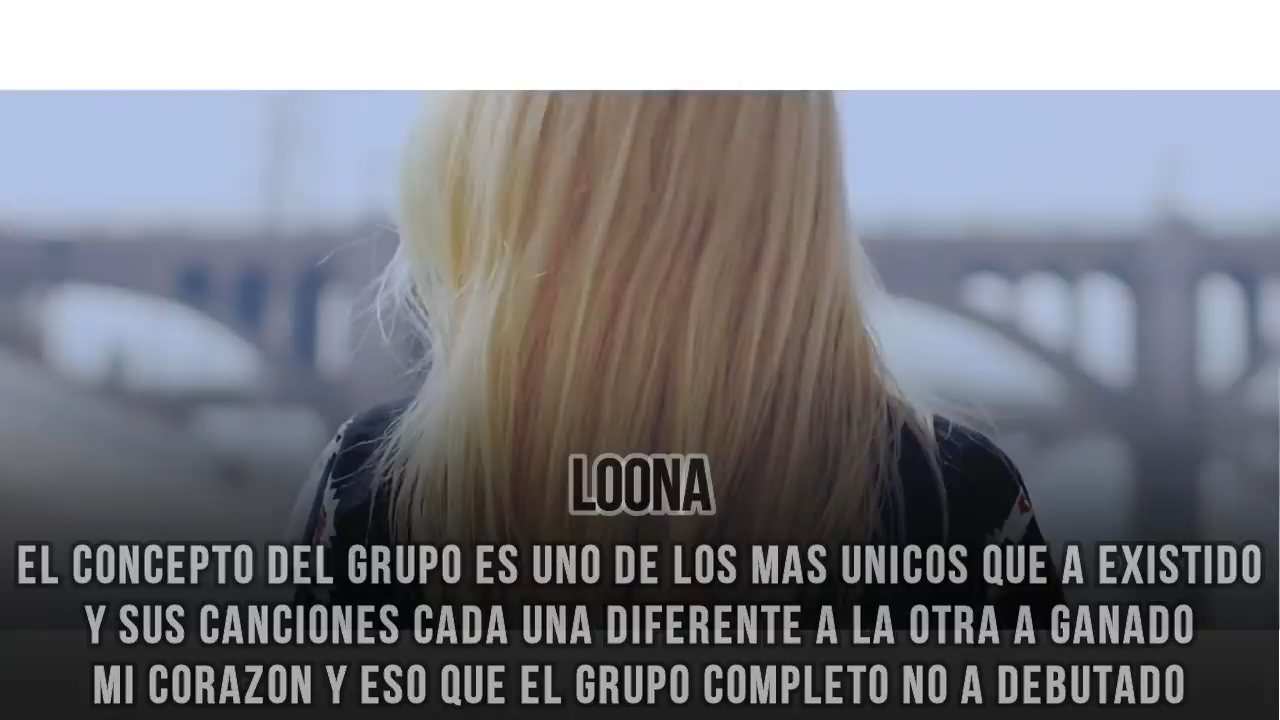 LOONA
EL CONCEPTO DEL GRUPO ES UNO DE LOS MAS UNICOS QUE A EXISTIDO
Y SUS CANCIONES CADA UNA DIFERENTE A LA OTRA A GANADO
MI CORAZON Y ESO QUE EL GRUPO COMPLETO NO A DEBUTADO